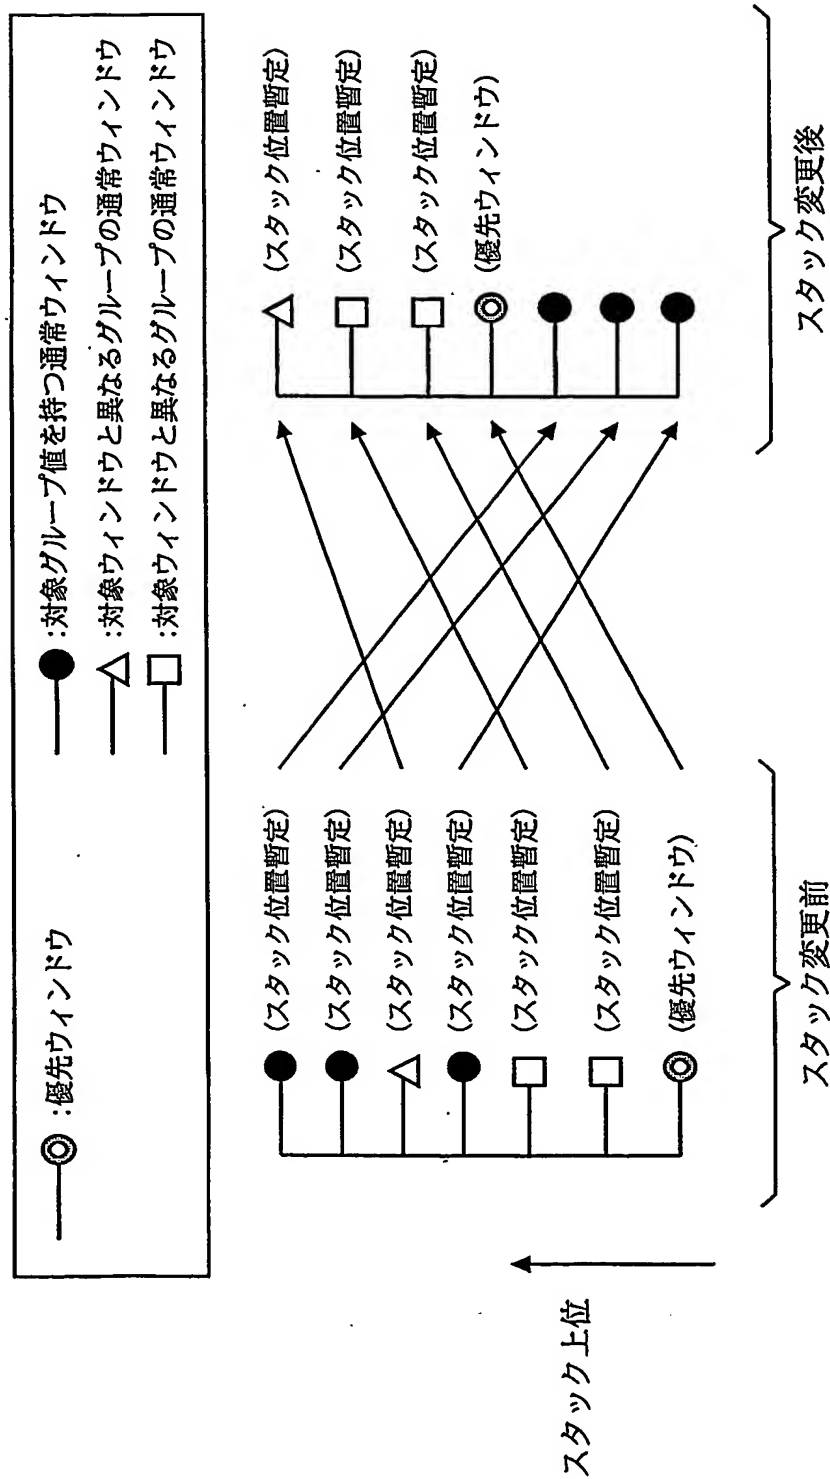 :優先ウィンドウ
:対象グループ値を持つ通常ウィンドウ
:対象ウィンドウと異なるグループの通常ウィンドウ
:対象ウィンドウと異なるグループの通常ウィンドウ
スタック上位
(スタック位置暫定)
(スタック位置暫定)
(スタック位置暫定)
(スタック位置暫定)
(スタック位置暫定)
(スタック位置暫定)
(優先ウィンドウ)
スタック変更前
(スタック位置暫定)
(スタック位置暫定)
(スタック位置暫定)
(優先ウィンドウ)
スタック変更後